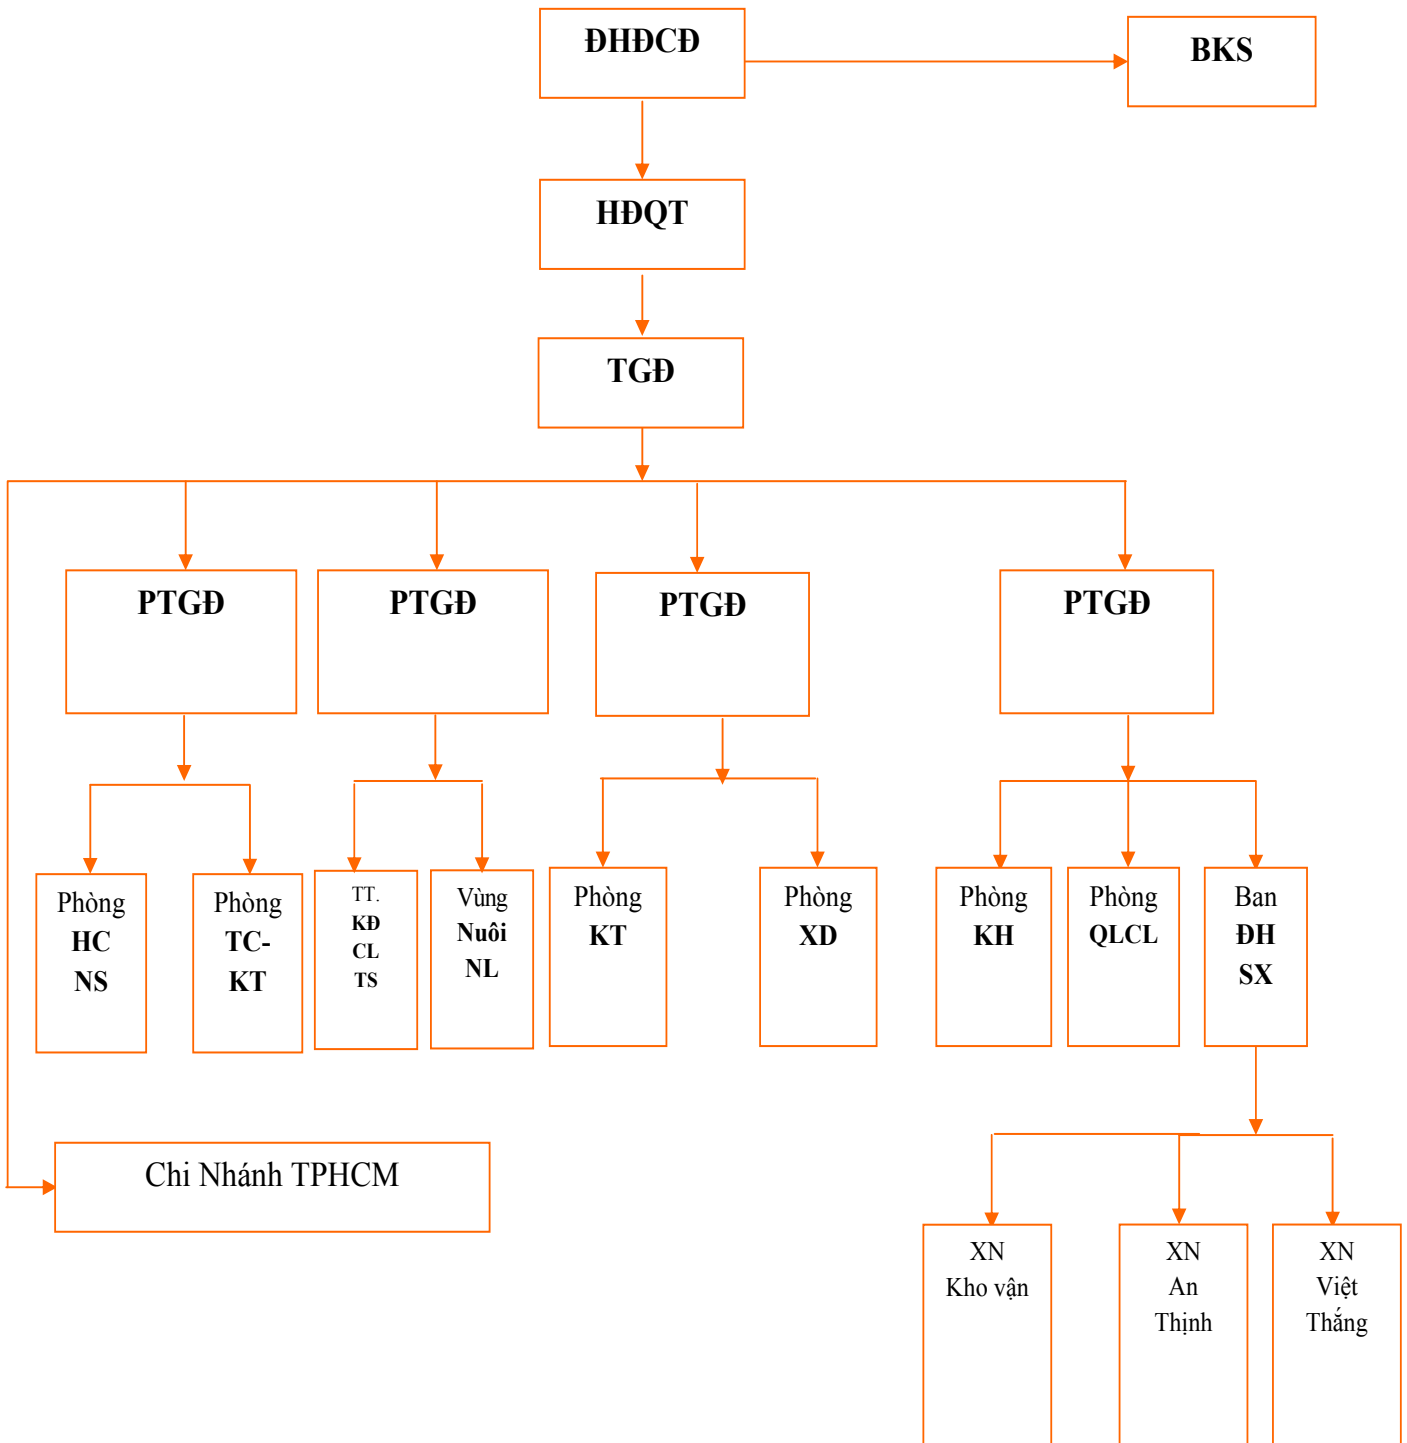 ĐHĐCĐ
BKS
HĐQT
TGĐ
PTGĐ
PTGĐ
PTGĐ
PTGĐ
Phòng
HC
NS
Phòng
TC-
KT
TT.
KĐ
CL
TS
Vùng
Nuôi
NL
Phòng
KT
Phòng
XD
Phòng
KH
Phòng
QLCL
Ban
ĐH
SX
Chi Nhánh TPHCM
XN
Kho vận
XN
An
Thịnh
XN
Việt
Thắng